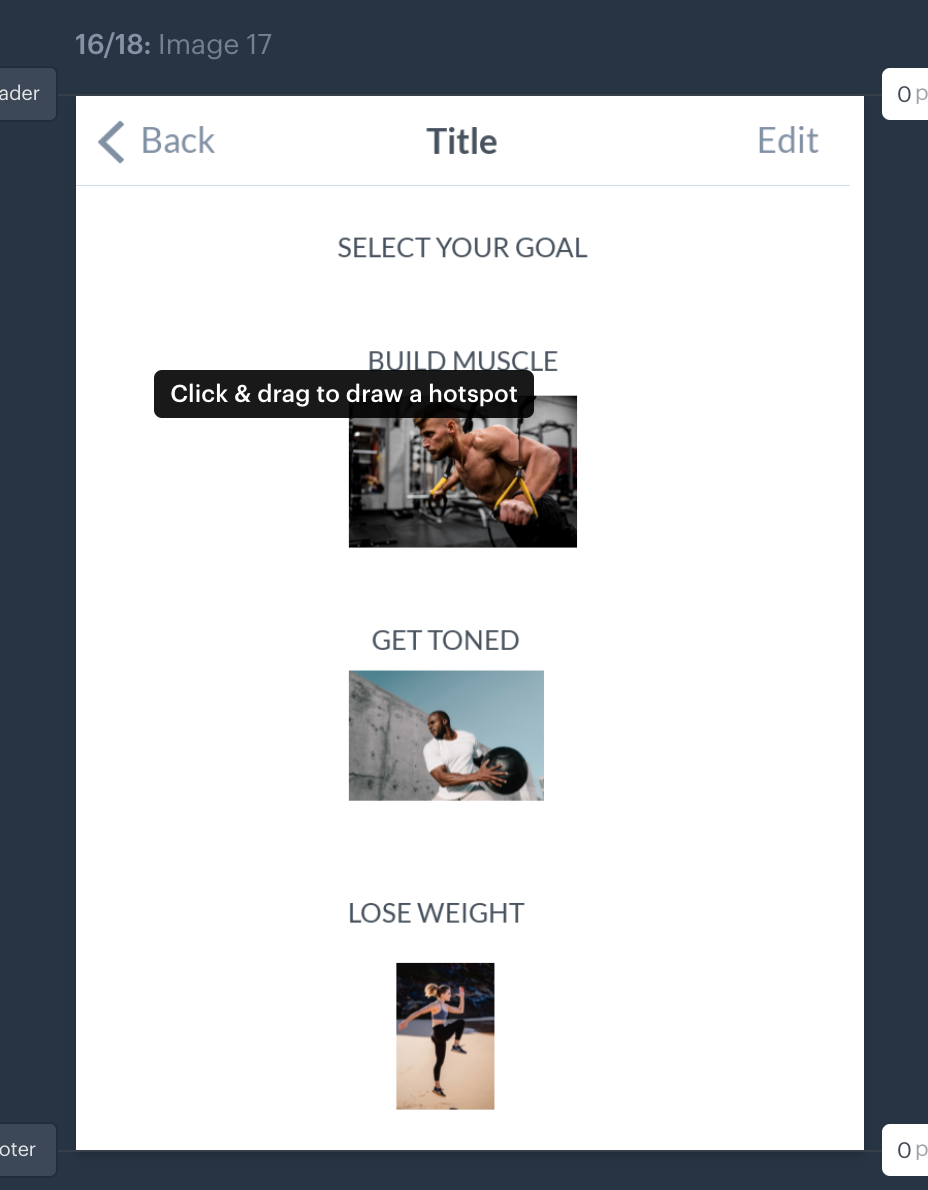 16/18: Image 17
ader
0 p
Back
Title
Edit
SELECT YOUR GOAL
BUILD MUSCLE
Click & drag to draw a hotspot
GET TONED
LOSE WEIGHT
oter
0 p